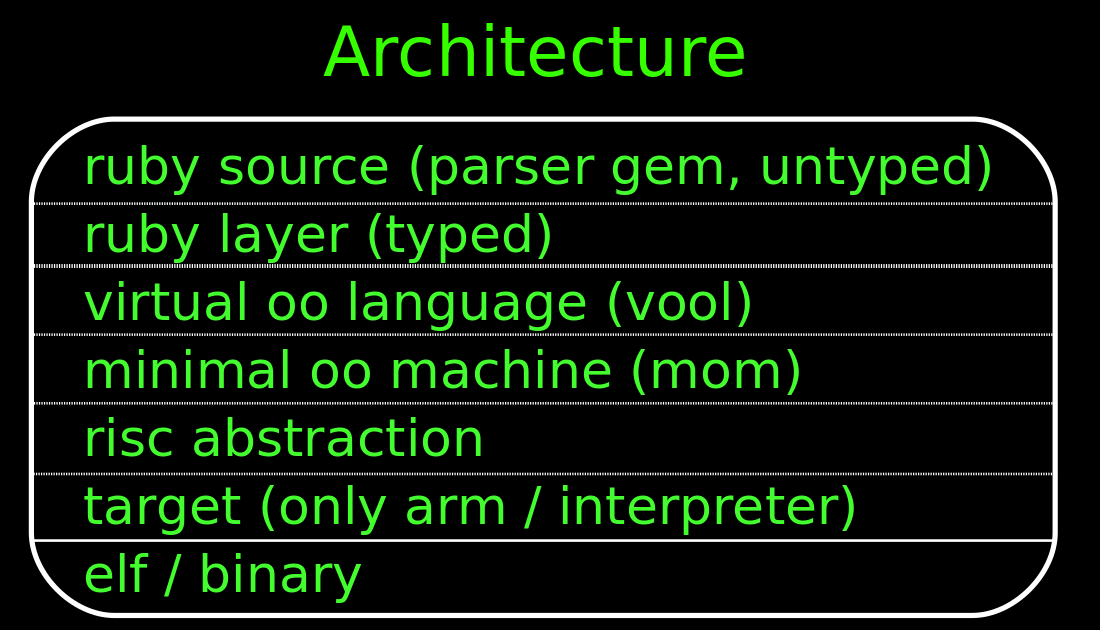 Architecture
ruby source (parser gem, untyped)
ruby layer (typed)
virtual oo language (vool)
minimal oo machine (mom)
risc abstraction
target (only arm / interpreter)
elf / binary